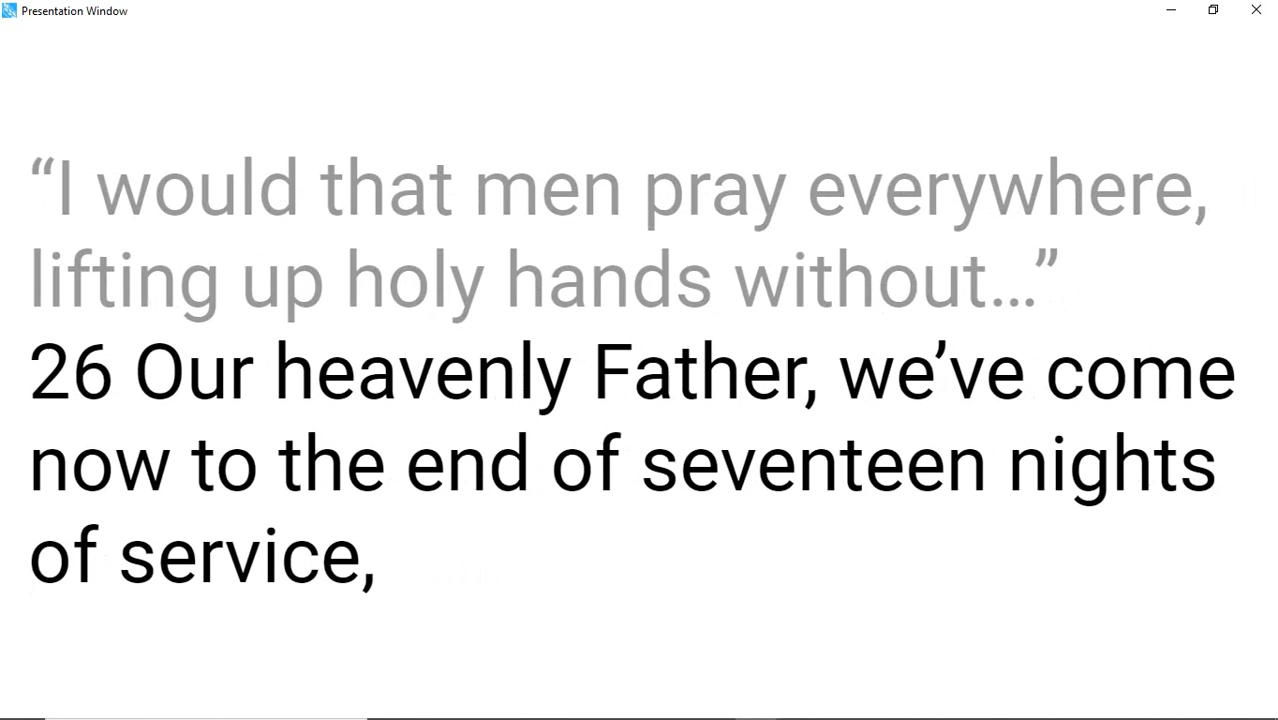 Presentation Window
“I would that men pray everywhere,
lifting up holy hands without…”
26 Our heavenly Father, we’ve come
now to the end of seventeen nights
of service,